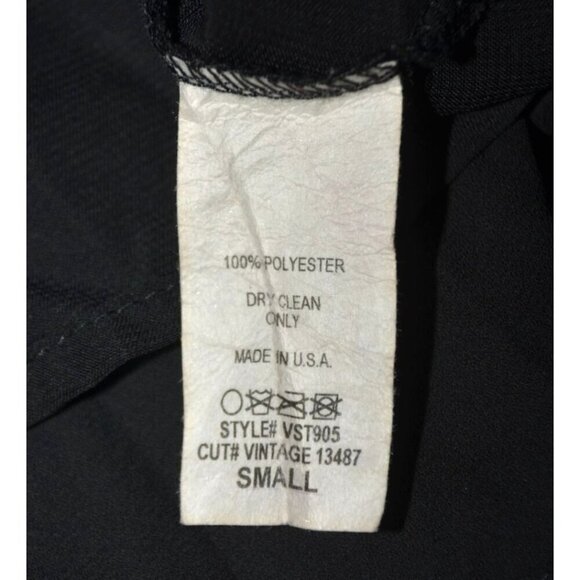 100% POLYESTER
DRY CLEAN
ONLY
MADE IN U.S.A.
STYLE# VST905
CUT# VINTAGE 13487
SMALL